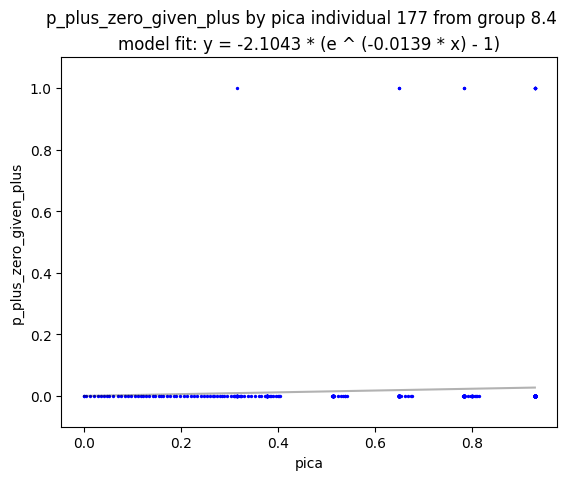 p_plus_zero_given_plus by pica individual 177 from group 8.4
model fit: y = -2.1043 * (e ^ (-0.0139 * x) - 1)
p_plus_zero_given_plus
1.0
0.8
0.6
0.4
0.2
0.0
0.0 0.2 0.4 0.6 0.8
pica